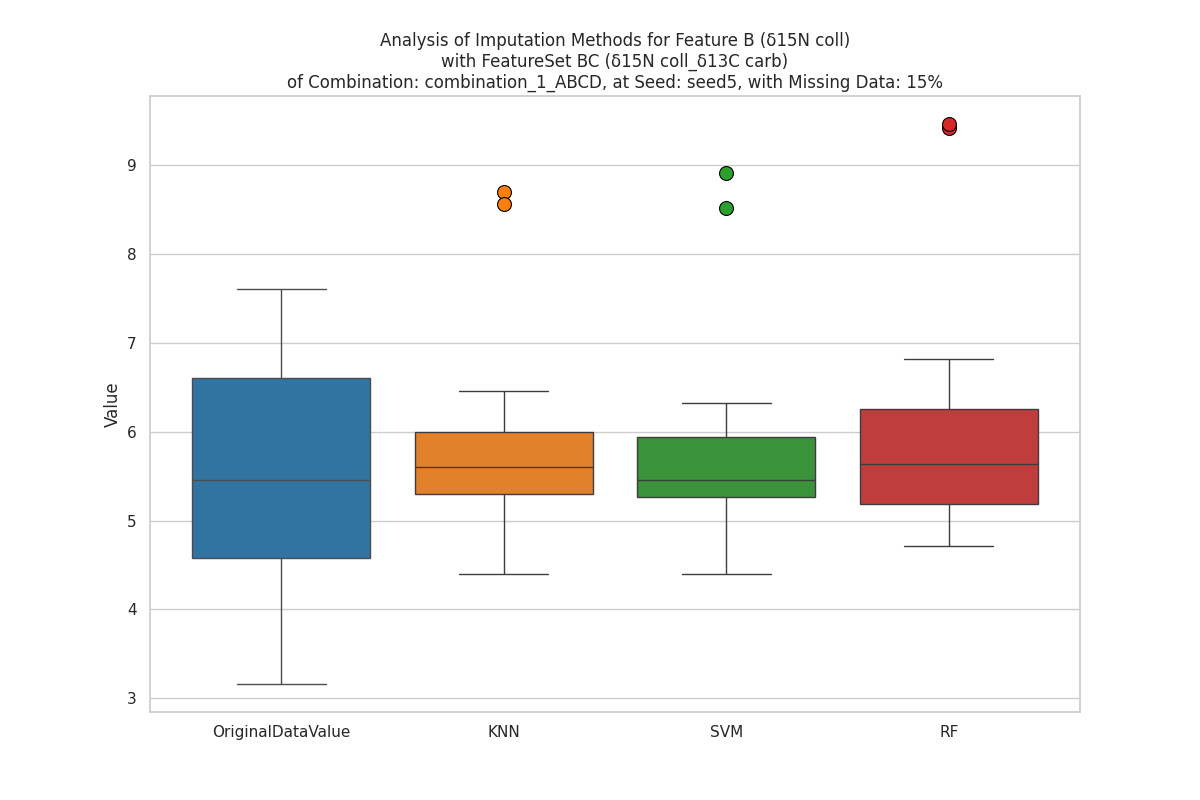 Analysis of Imputation Methods for Feature B (δ15N coll)
with FeatureSet BC (δ15N coll_δ13C carb)
of Combination: combination_1_ABCD, at Seed: seed5, with Missing Data: 15%
9
8
7
6
5
4
3
Value
OriginalDataValue
KNN
SVM
RF